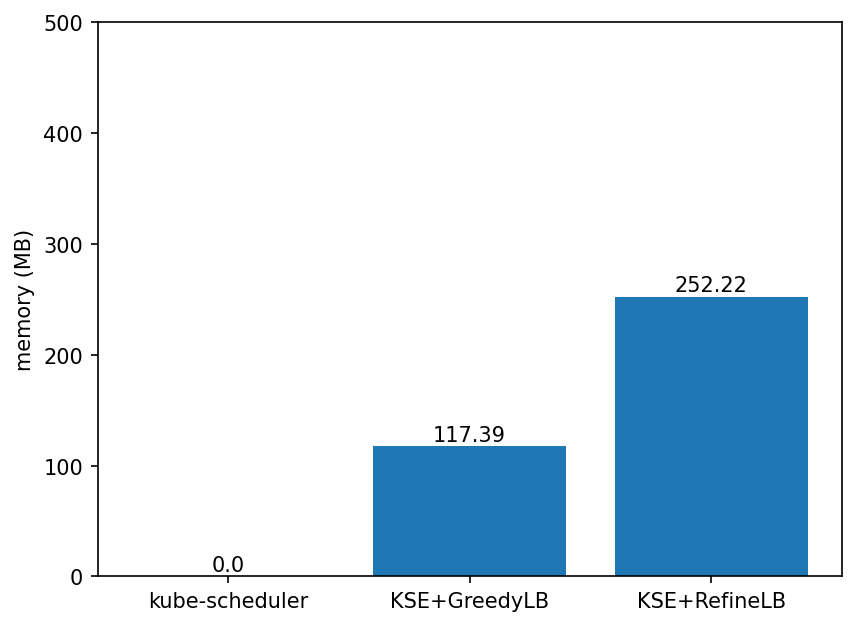 500
400
300
200
100
0
memory (MB)
0.0
117.39
252.22
kube-scheduler
KSE+GreedyLB
KSE+RefineLB